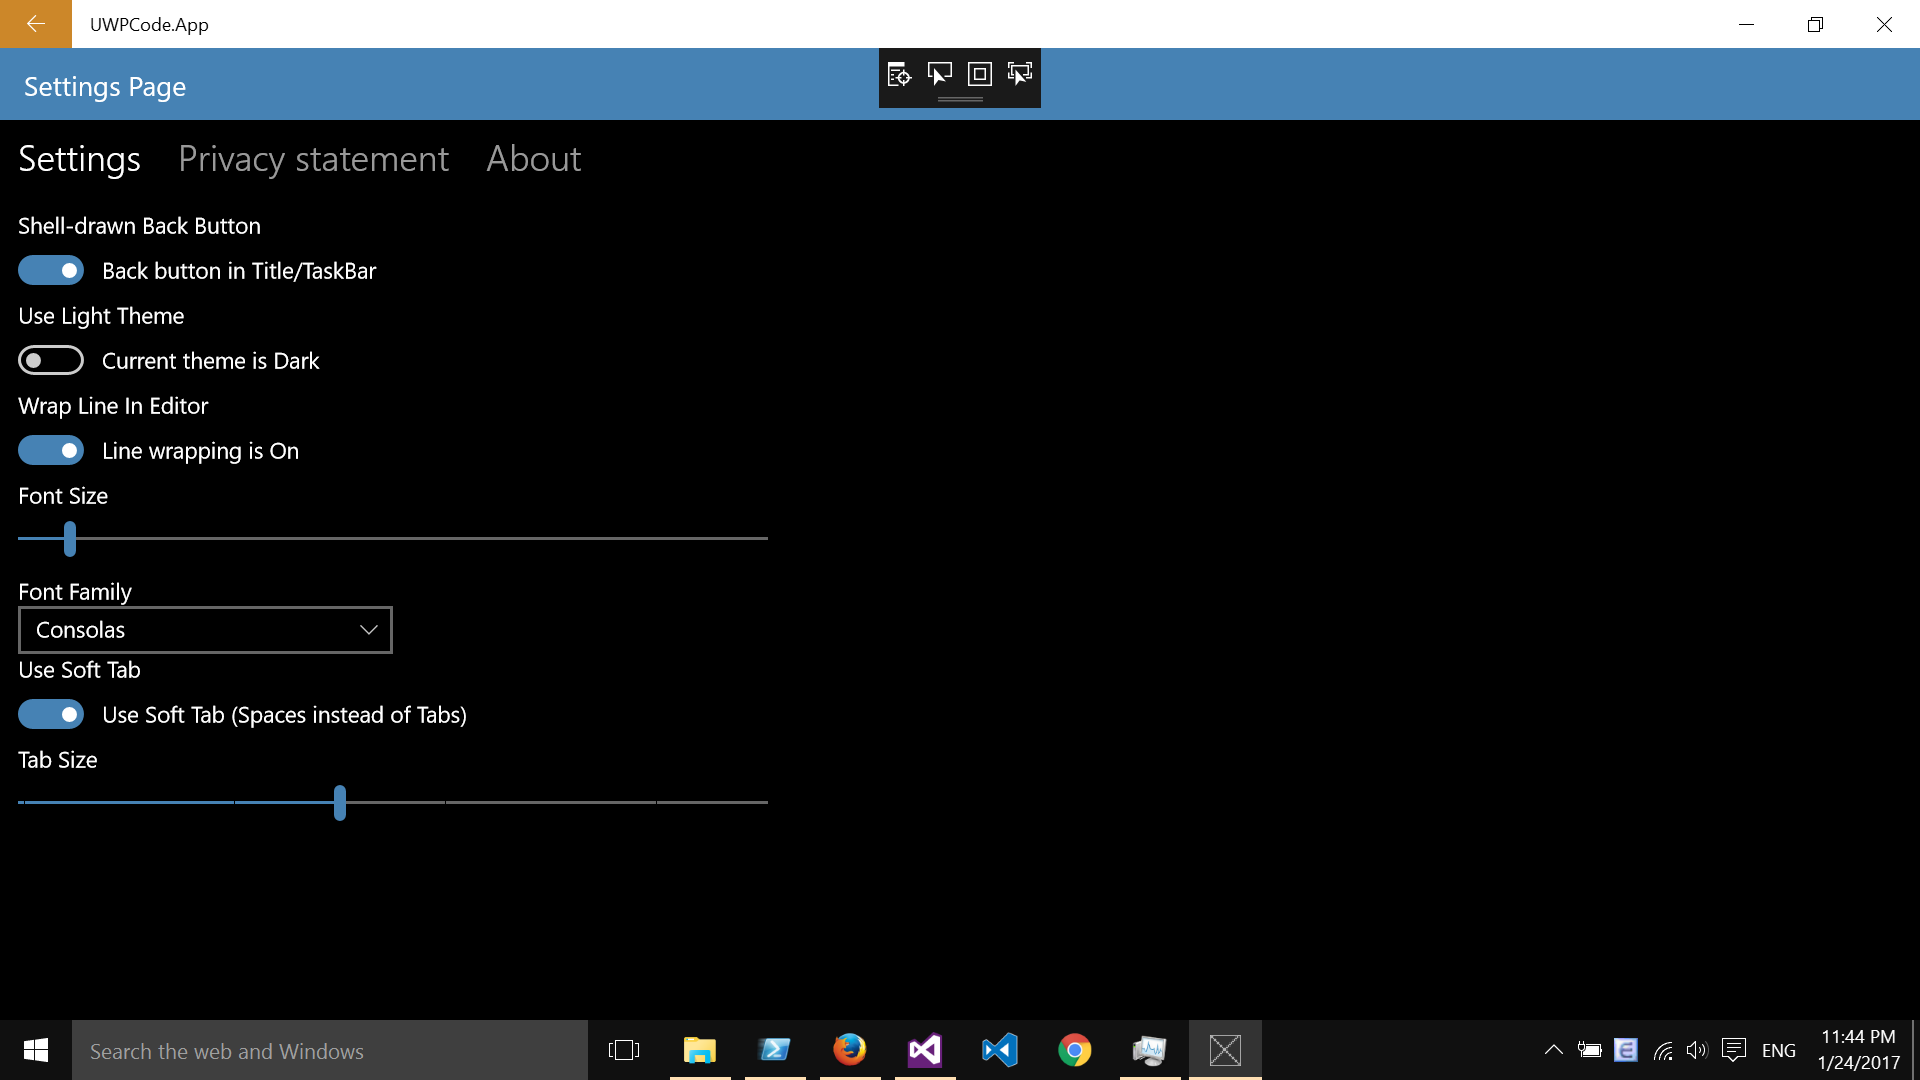 UWPCode.App
Settings Page
Settings Privacy statement About
Shell-drawn Back Button
Back button in Title/TaskBar
Use Light Theme
Current theme is Dark
Wrap Line In Editor
Line wrapping is On
Font Size
Font Family
Consolas
Use Soft Tab
Use Soft Tab (Spaces instead of Tabs)
Tab Size
Search the web and Windows
ENG
11:44 PM
1/24/2017